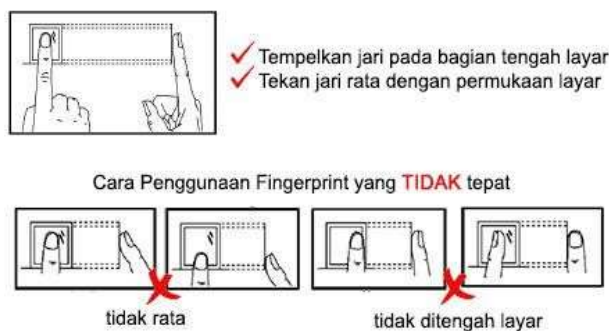 Tempelkan jari pada bagian tengah layar
Tekan jari rata dengan permukaan layar
Cara Penggunaan Fingerprint yang TIDAK tepat
tidak rata
tidak ditengah layar